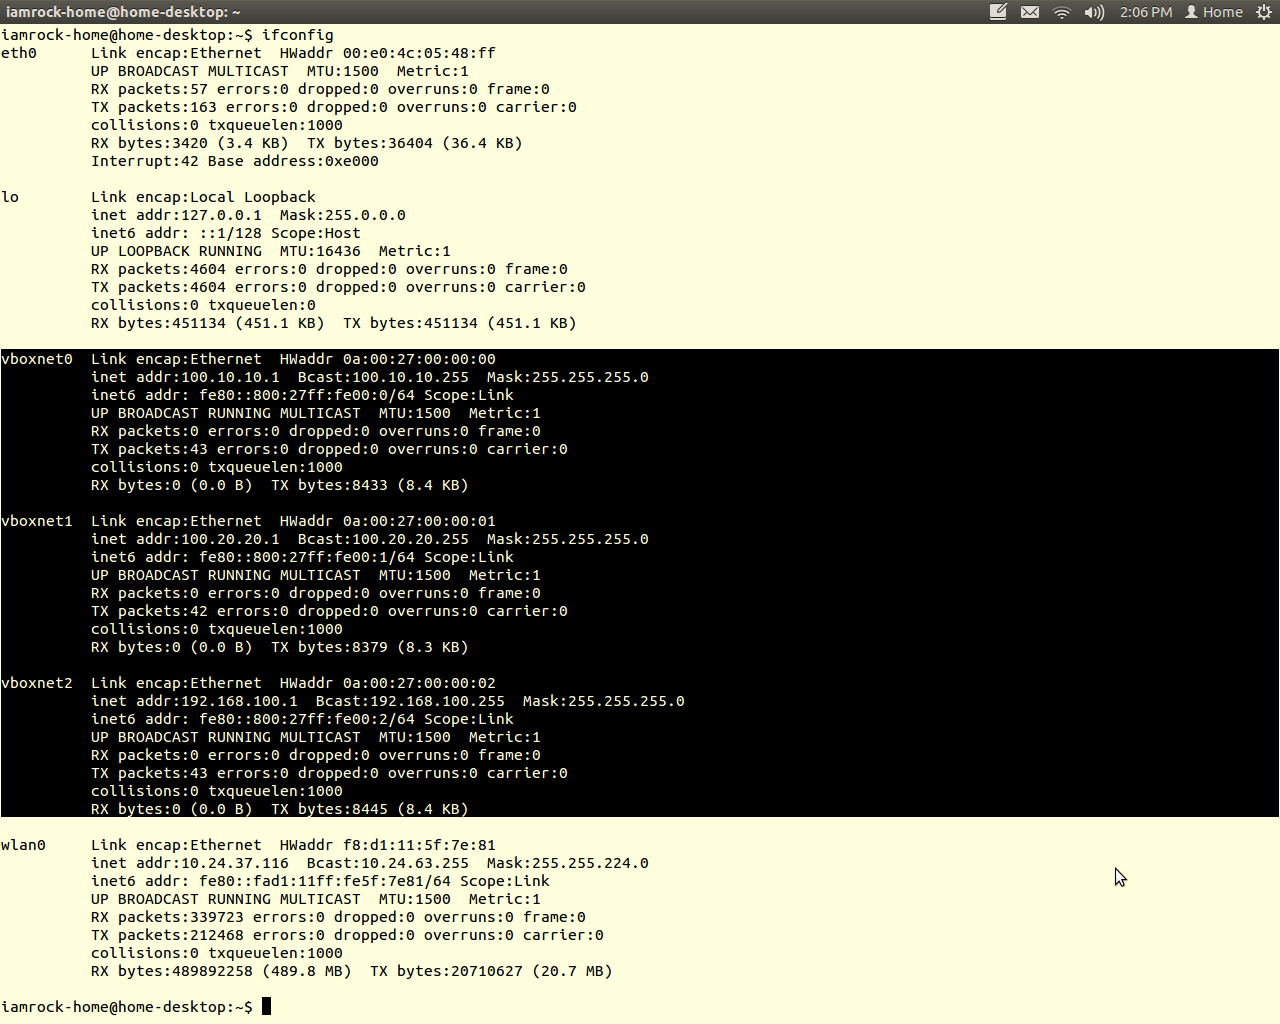 iamrock-home@home-desktop: ~ 2:06 PM Home
iamrock-home@home-desktop:~$ ifconfig
eth0      Link encap:Ethernet  HWaddr 00:e0:4c:05:48:ff
          UP BROADCAST MULTICAST  MTU:1500  Metric:1
          RX packets:57 errors:0 dropped:0 overruns:0 frame:0
          TX packets:163 errors:0 dropped:0 overruns:0 carrier:0
          collisions:0 txqueuelen:1000
          RX bytes:3420 (3.4 KB)  TX bytes:36404 (36.4 KB)
          Interrupt:42 Base address:0xe000
lo        Link encap:Local Loopback
          inet addr:127.0.0.1  Mask:255.0.0.0
          inet6 addr: ::1/128 Scope:Host
          UP LOOPBACK RUNNING  MTU:16436  Metric:1
          RX packets:4604 errors:0 dropped:0 overruns:0 frame:0
          TX packets:4604 errors:0 dropped:0 overruns:0 carrier:0
          collisions:0 txqueuelen:0
          RX bytes:451134 (451.1 KB)  TX bytes:451134 (451.1 KB)
vboxnet0  Link encap:Ethernet  HWaddr 0a:00:27:00:00:00
          inet addr:100.10.10.1  Bcast:100.10.10.255  Mask:255.255.255.0
          inet6 addr: fe80::800:27ff:fe00:0/64 Scope:Link
          UP BROADCAST RUNNING MULTICAST  MTU:1500  Metric:1
          RX packets:0 errors:0 dropped:0 overruns:0 frame:0
          TX packets:43 errors:0 dropped:0 overruns:0 carrier:0
          collisions:0 txqueuelen:1000
          RX bytes:0 (0.0 B)  TX bytes:8433 (8.4 KB)
vboxnet1  Link encap:Ethernet  HWaddr 0a:00:27:00:00:01
          inet addr:100.20.20.1  Bcast:100.20.20.255  Mask:255.255.255.0
          inet6 addr: fe80::800:27ff:fe00:1/64 Scope:Link
          UP BROADCAST RUNNING MULTICAST  MTU:1500  Metric:1
          RX packets:0 errors:0 dropped:0 overruns:0 frame:0
          TX packets:42 errors:0 dropped:0 overruns:0 carrier:0
          collisions:0 txqueuelen:1000
          RX bytes:0 (0.0 B)  TX bytes:8379 (8.3 KB)
vboxnet2  Link encap:Ethernet  HWaddr 0a:00:27:00:00:02
          inet addr:192.168.100.1  Bcast:192.168.100.255  Mask:255.255.255.0
          inet6 addr: fe80::800:27ff:fe00:2/64 Scope:Link
          UP BROADCAST RUNNING MULTICAST  MTU:1500  Metric:1
          RX packets:0 errors:0 dropped:0 overruns:0 frame:0
          TX packets:43 errors:0 dropped:0 overruns:0 carrier:0
          collisions:0 txqueuelen:1000
          RX bytes:0 (0.0 B)  TX bytes:8445 (8.4 KB)
wlan0     Link encap:Ethernet  HWaddr f8:d1:11:5f:7e:81
          inet addr:10.24.37.116  Bcast:10.24.63.255  Mask:255.255.224.0
          inet6 addr: fe80::fad1:11ff:fe5f:7e81/64 Scope:Link
          UP BROADCAST RUNNING MULTICAST  MTU:1500  Metric:1
          RX packets:339723 errors:0 dropped:0 overruns:0 frame:0
          TX packets:212468 errors:0 dropped:0 overruns:0 carrier:0
          collisions:0 txqueuelen:1000
          RX bytes:489892258 (489.8 MB)  TX bytes:20710627 (20.7 MB)
iamrock-home@home-desktop:~$